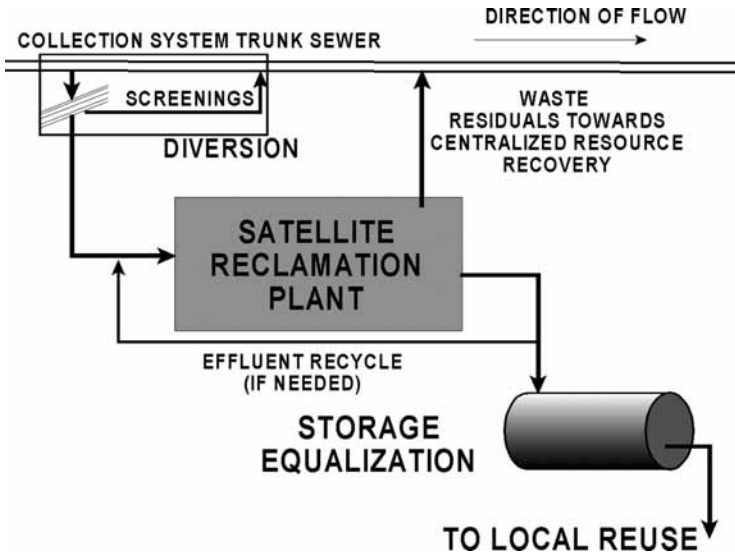 DIRECTION OF FLOW
COLLECTION SYSTEM TRUNK SEWER
SCREENINGS
DIVERSION
WASTE
RESIDUALS TOWARDS
CENTRALIZED RESOURCE
RECOVERY
SATELLITE
RECLAMATION
PLANT
EFFLUENT RECYCLE
(IF NEEDED)
STORAGE
EQUALIZATION
TO LOCAL REUSE